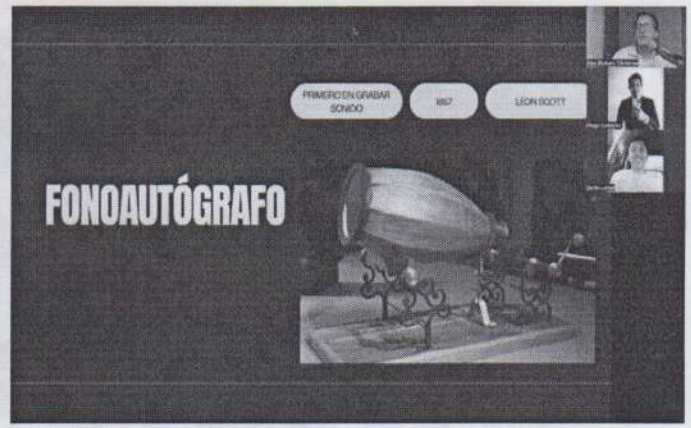 PRIMERO EN GRABAR
SONIDO
1857
LEON SCOTT
FONOAUTÓGRAFO